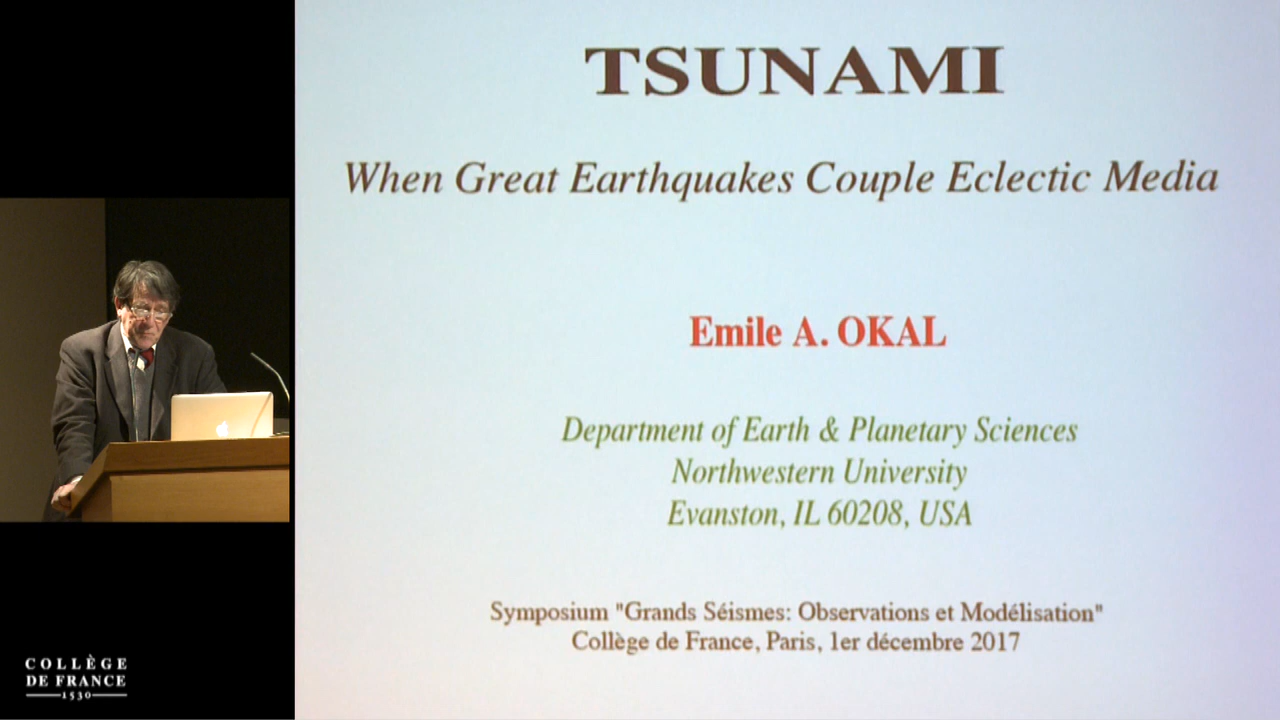 TSUNAMI
When Great Earthquakes Couple Eclectic Media
Emile A. OKAL
Department of Earth & Planetary Sciences
Northwestern University
Evanston, IL 60208, USA
Symposium "Grands Séismes: Observations et Modélisation"
Collège de France, Paris, 1er décembre 2017
COLLÈGE
DE FRANCE
1530